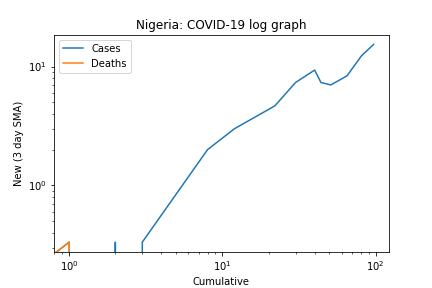 Nigeria: COVID-19 log graph
Cases
Deaths
10¹
10⁰
New (3 day SMA)
10⁰
10¹
10²
Cumulative